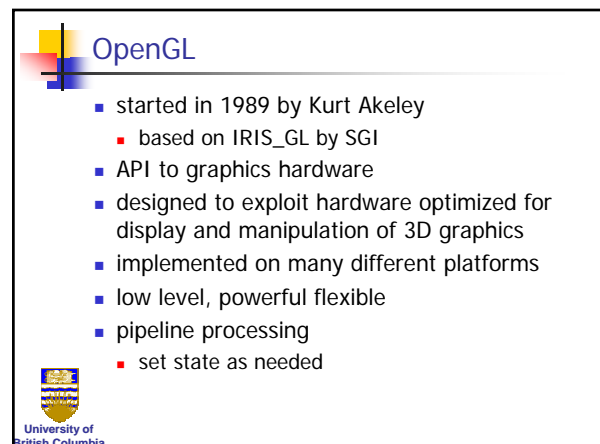 OpenGL
started in 1989 by Kurt Akeley
based on IRIS_GL by SGI
API to graphics hardware
designed to exploit hardware optimized for
display and manipulation of 3D graphics
implemented on many different platforms
low level, powerful flexible
pipeline processing
set state as needed
University of
British Columbia